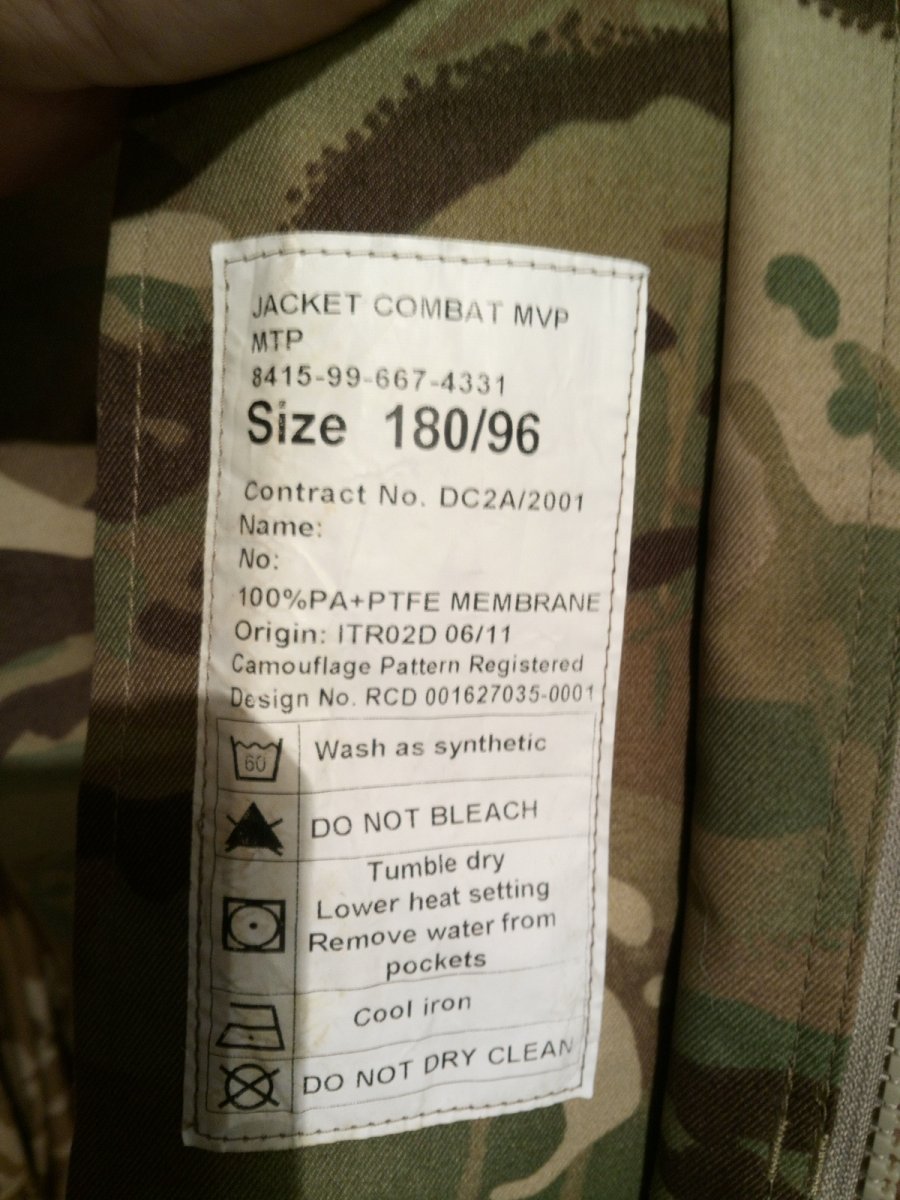 JACKET COMBAT MVP
MTP
8415-99-667-4331
Size 180/96
Contract No. DC2A/2001
Name:
No:
100%PA+PTFE MEMBRANE
Origin: ITR02D 06/11
Camouflage Pattern Registered
Design No. RCD 001627035-0001
60
Wash as synthetic
DO NOT BLEACH
Tumble dry
Lower heat setting
Remove water from
pockets
Cool iron
DO NOT DRY CLEAN